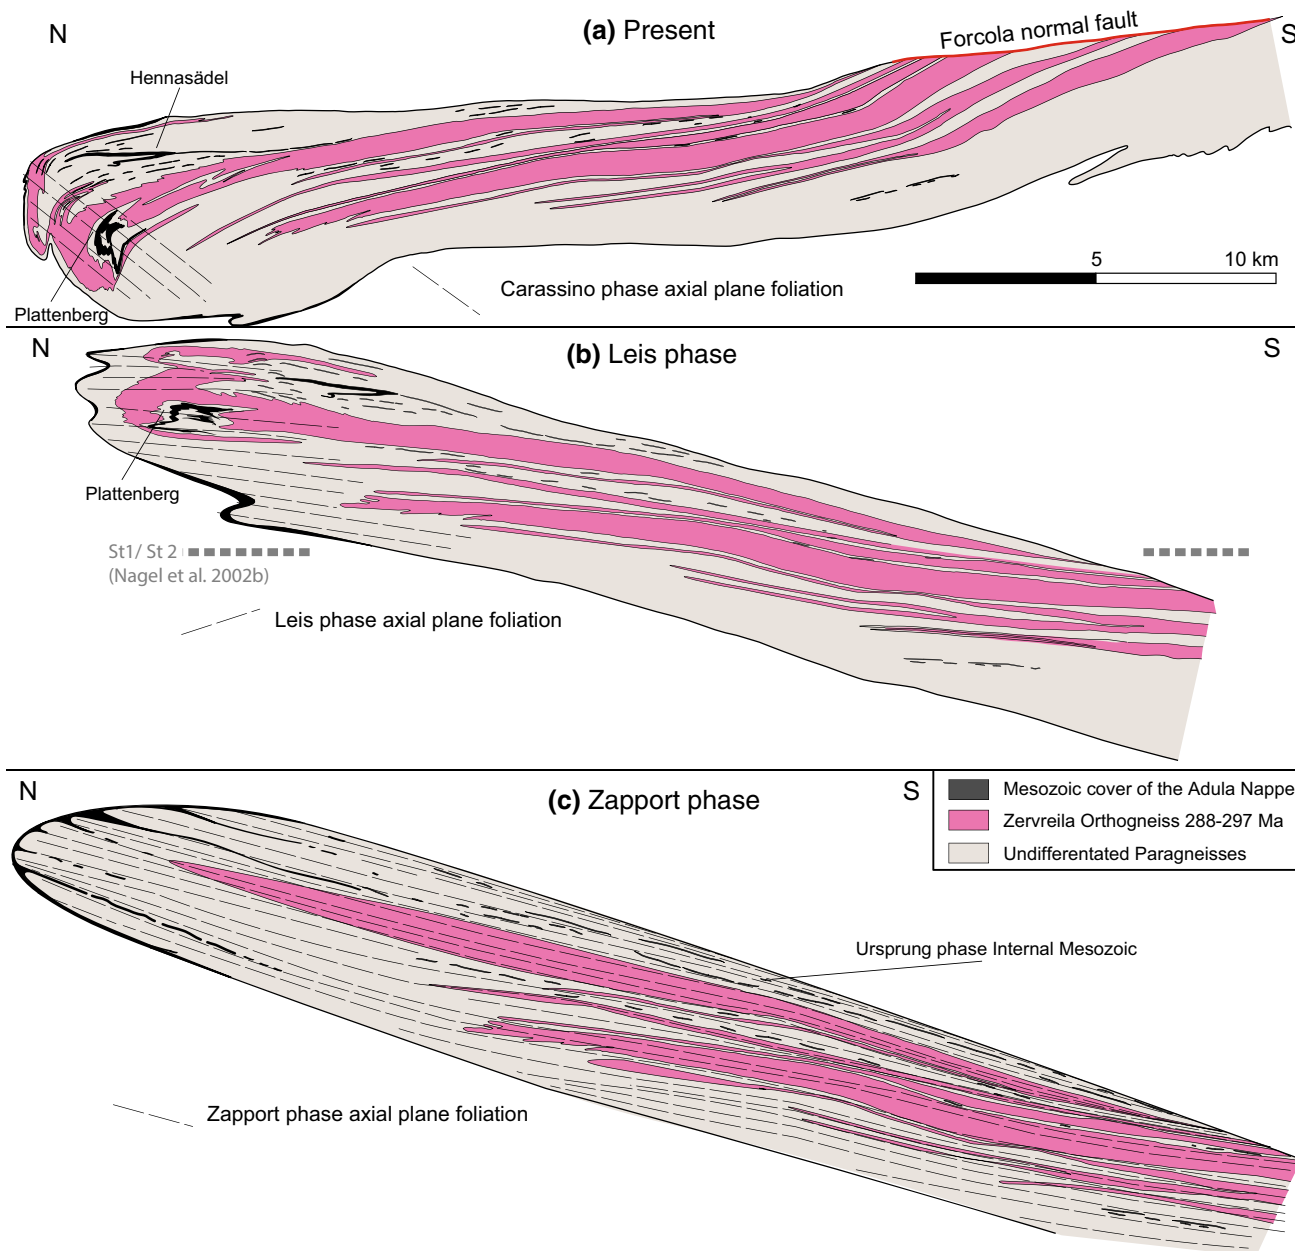 N
(a) Present
Forcola normal fault
S
Hennasädel
Plattenberg
Carassino phase axial plane foliation
5
10 km
N
(b) Leis phase
S
Plattenberg
St1/ St 2
(Nagel et al. 2002b)
Leis phase axial plane foliation
N
(c) Zapport phase
S
Mesozoic cover of the Adula Nappe
Zervreila Orthogneiss 288-297 Ma
Undifferentated Paragneisses
Ursprung phase Internal Mesozoic
Zapport phase axial plane foliation